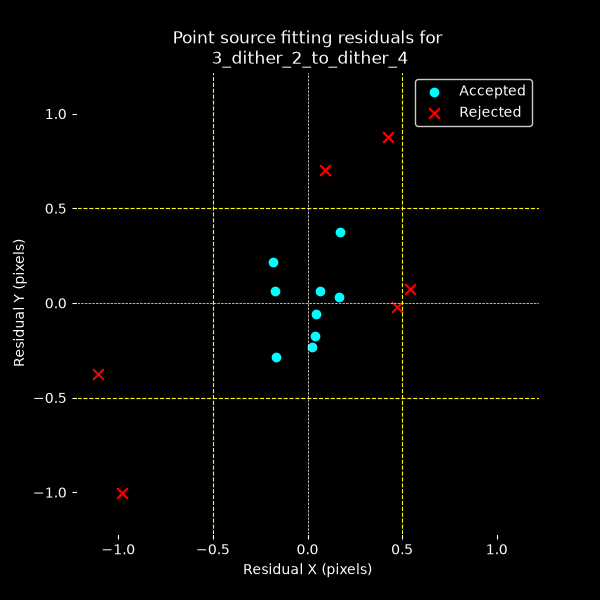 Point source fitting residuals for
3_dither_2_to_dither_4
Accepted
Rejected
1.0
0.5
0.0
−0.5
−1.0
Residual Y (pixels)
−1.0
−0.5
0.0
0.5
1.0
Residual X (pixels)